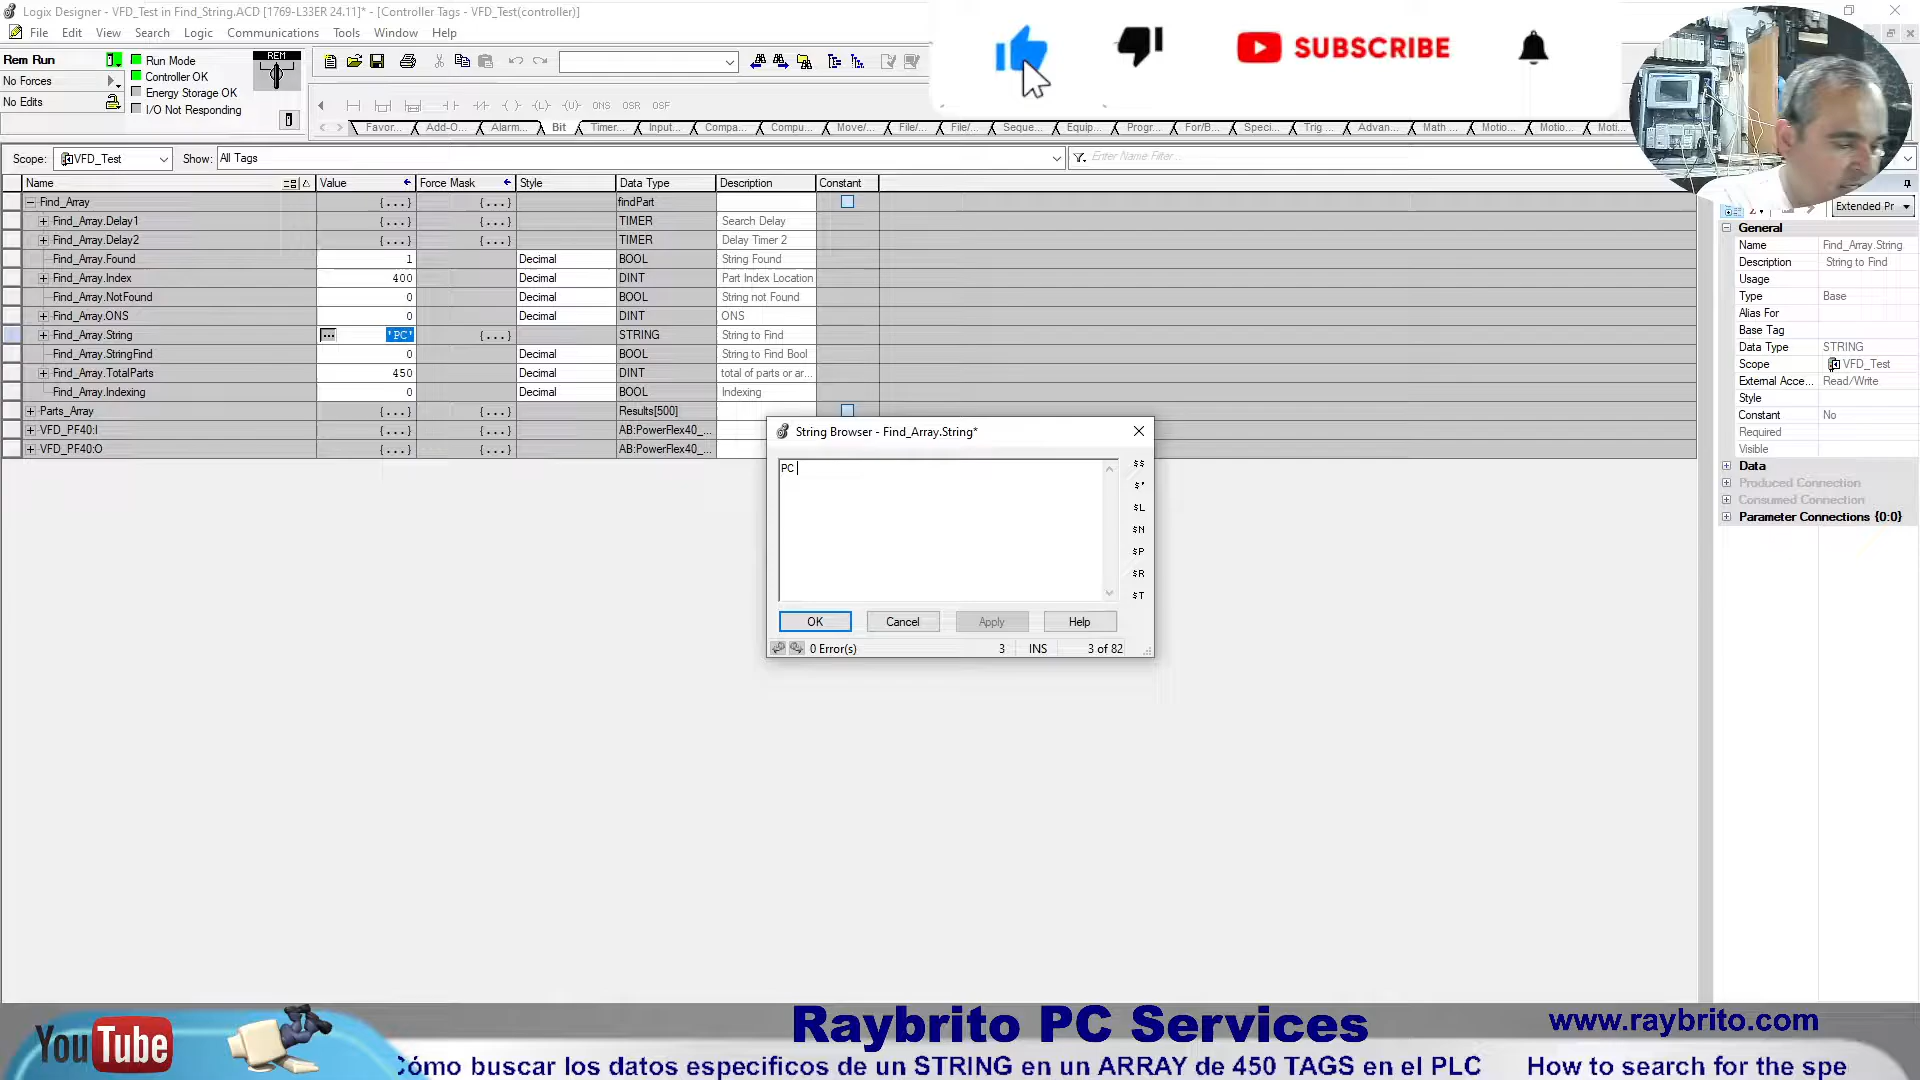 Logix Designer - VFD_Test in Find_String.ACD [1769-L33ER 24.11]* - [Controller Tags - VFD_Test(controller)]
File Edit View Search Logic Communications Tools Window Help
SUBSCRIBE
Rem Run
No Forces
No Edits
Run Mode
Controller OK
Energy Storage OK
I/O Not Responding
REM
ONS OSR OSF
Favor... Add-O... Alarm... Bit Timer... Input... Compa... Compu... Move/... File/... File/... Seque... Equip... Progr... For/B... Speci... Trig ... Advan... Math ... Motio... Motio... Moti...
Scope: VFD_Test Show: All Tags Enter Name Filter...
Name Value Force Mask Style Data Type Description Constant
Find_Array {...} {...} findPart
Find_Array.Delay1 {...} {...} TIMER Search Delay
Find_Array.Delay2 {...} {...} TIMER Delay Timer 2
Find_Array.Found 1 Decimal BOOL String Found
Find_Array.Index 400 Decimal DINT Part Index Location
Find_Array.NotFound 0 Decimal BOOL String not Found
Find_Array.ONS 0 Decimal DINT ONS
Find_Array.String ... 'PC' {...} STRING String to Find
Find_Array.StringFind 0 Decimal BOOL String to Find Bool
Find_Array.TotalParts 450 Decimal DINT total of parts or ar...
Find_Array.Indexing 0 Decimal BOOL Indexing
Parts_Array {...} {...} Results[500]
VFD_PF40:I {...} {...} AB:PowerFlex40_...
VFD_PF40:O {...} {...} AB:PowerFlex40_...
Extended Pr
General
Name Find_Array.String
Description String to Find
Usage
Type Base
Alias For
Base Tag
Data Type STRING
Scope VFD_Test
External Acce... Read/Write
Style
Constant No
Required
Visible
Data
Produced Connection
Consumed Connection
Parameter Connections {0:0}
String Browser - Find_Array.String*
PC
$$
$'
$L
$N
$P
$R
$T
OK Cancel Apply Help
0 Error(s) 3 INS 3 of 82
YouTube
Raybrito PC Services
www.raybrito.com
Cómo buscar los datos especificos de un STRING en un ARRAY de 450 TAGS en el PLC How to search for the spe